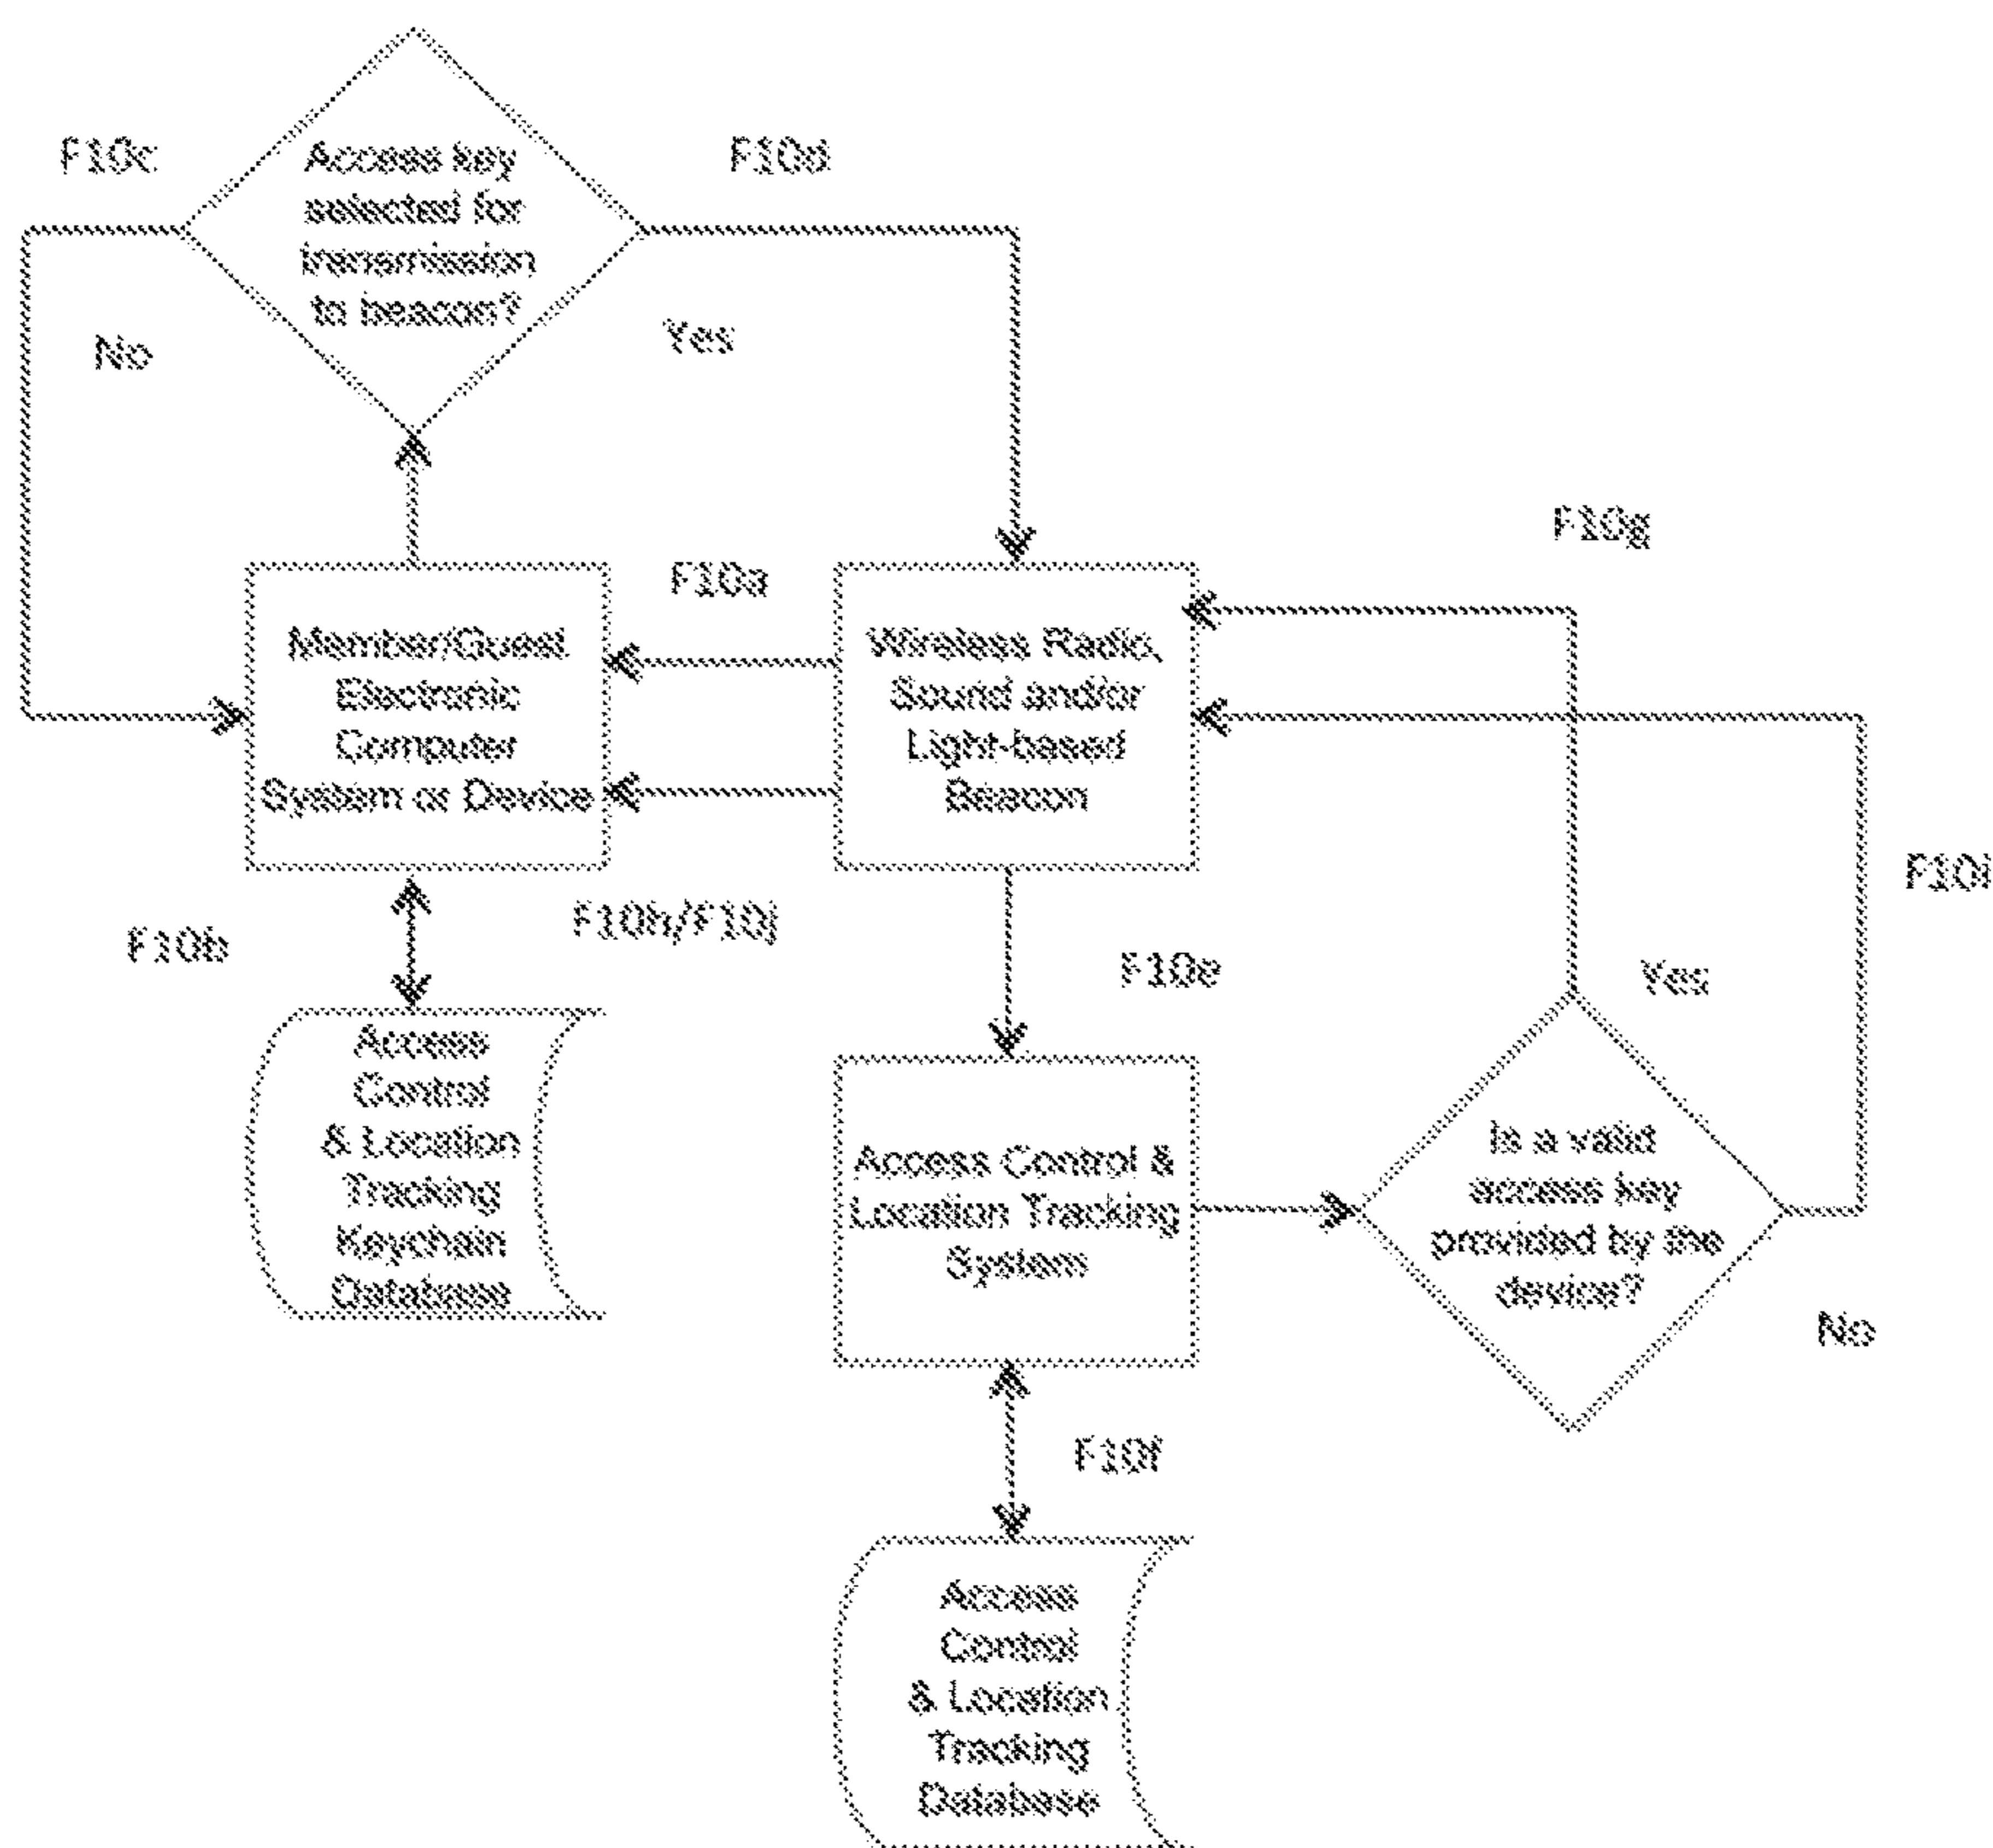 F10c
Access key
selected for
transmission
to beacon?
F10d
No
Yes
F10g
F10a
Member/Guest
Electronic
Computer
System or Device
Wireless Radio,
Sound and/or
Light-based
Beacon
F10i
F10b
F10h/F10j
F10e
Yes
Access
Control
& Location
Tracking
Keychain
Database
Access Control &
Location Tracking
System
Is a valid
access key
provided by the
device?
No
F10f
Access
Control
& Location
Tracking
Database